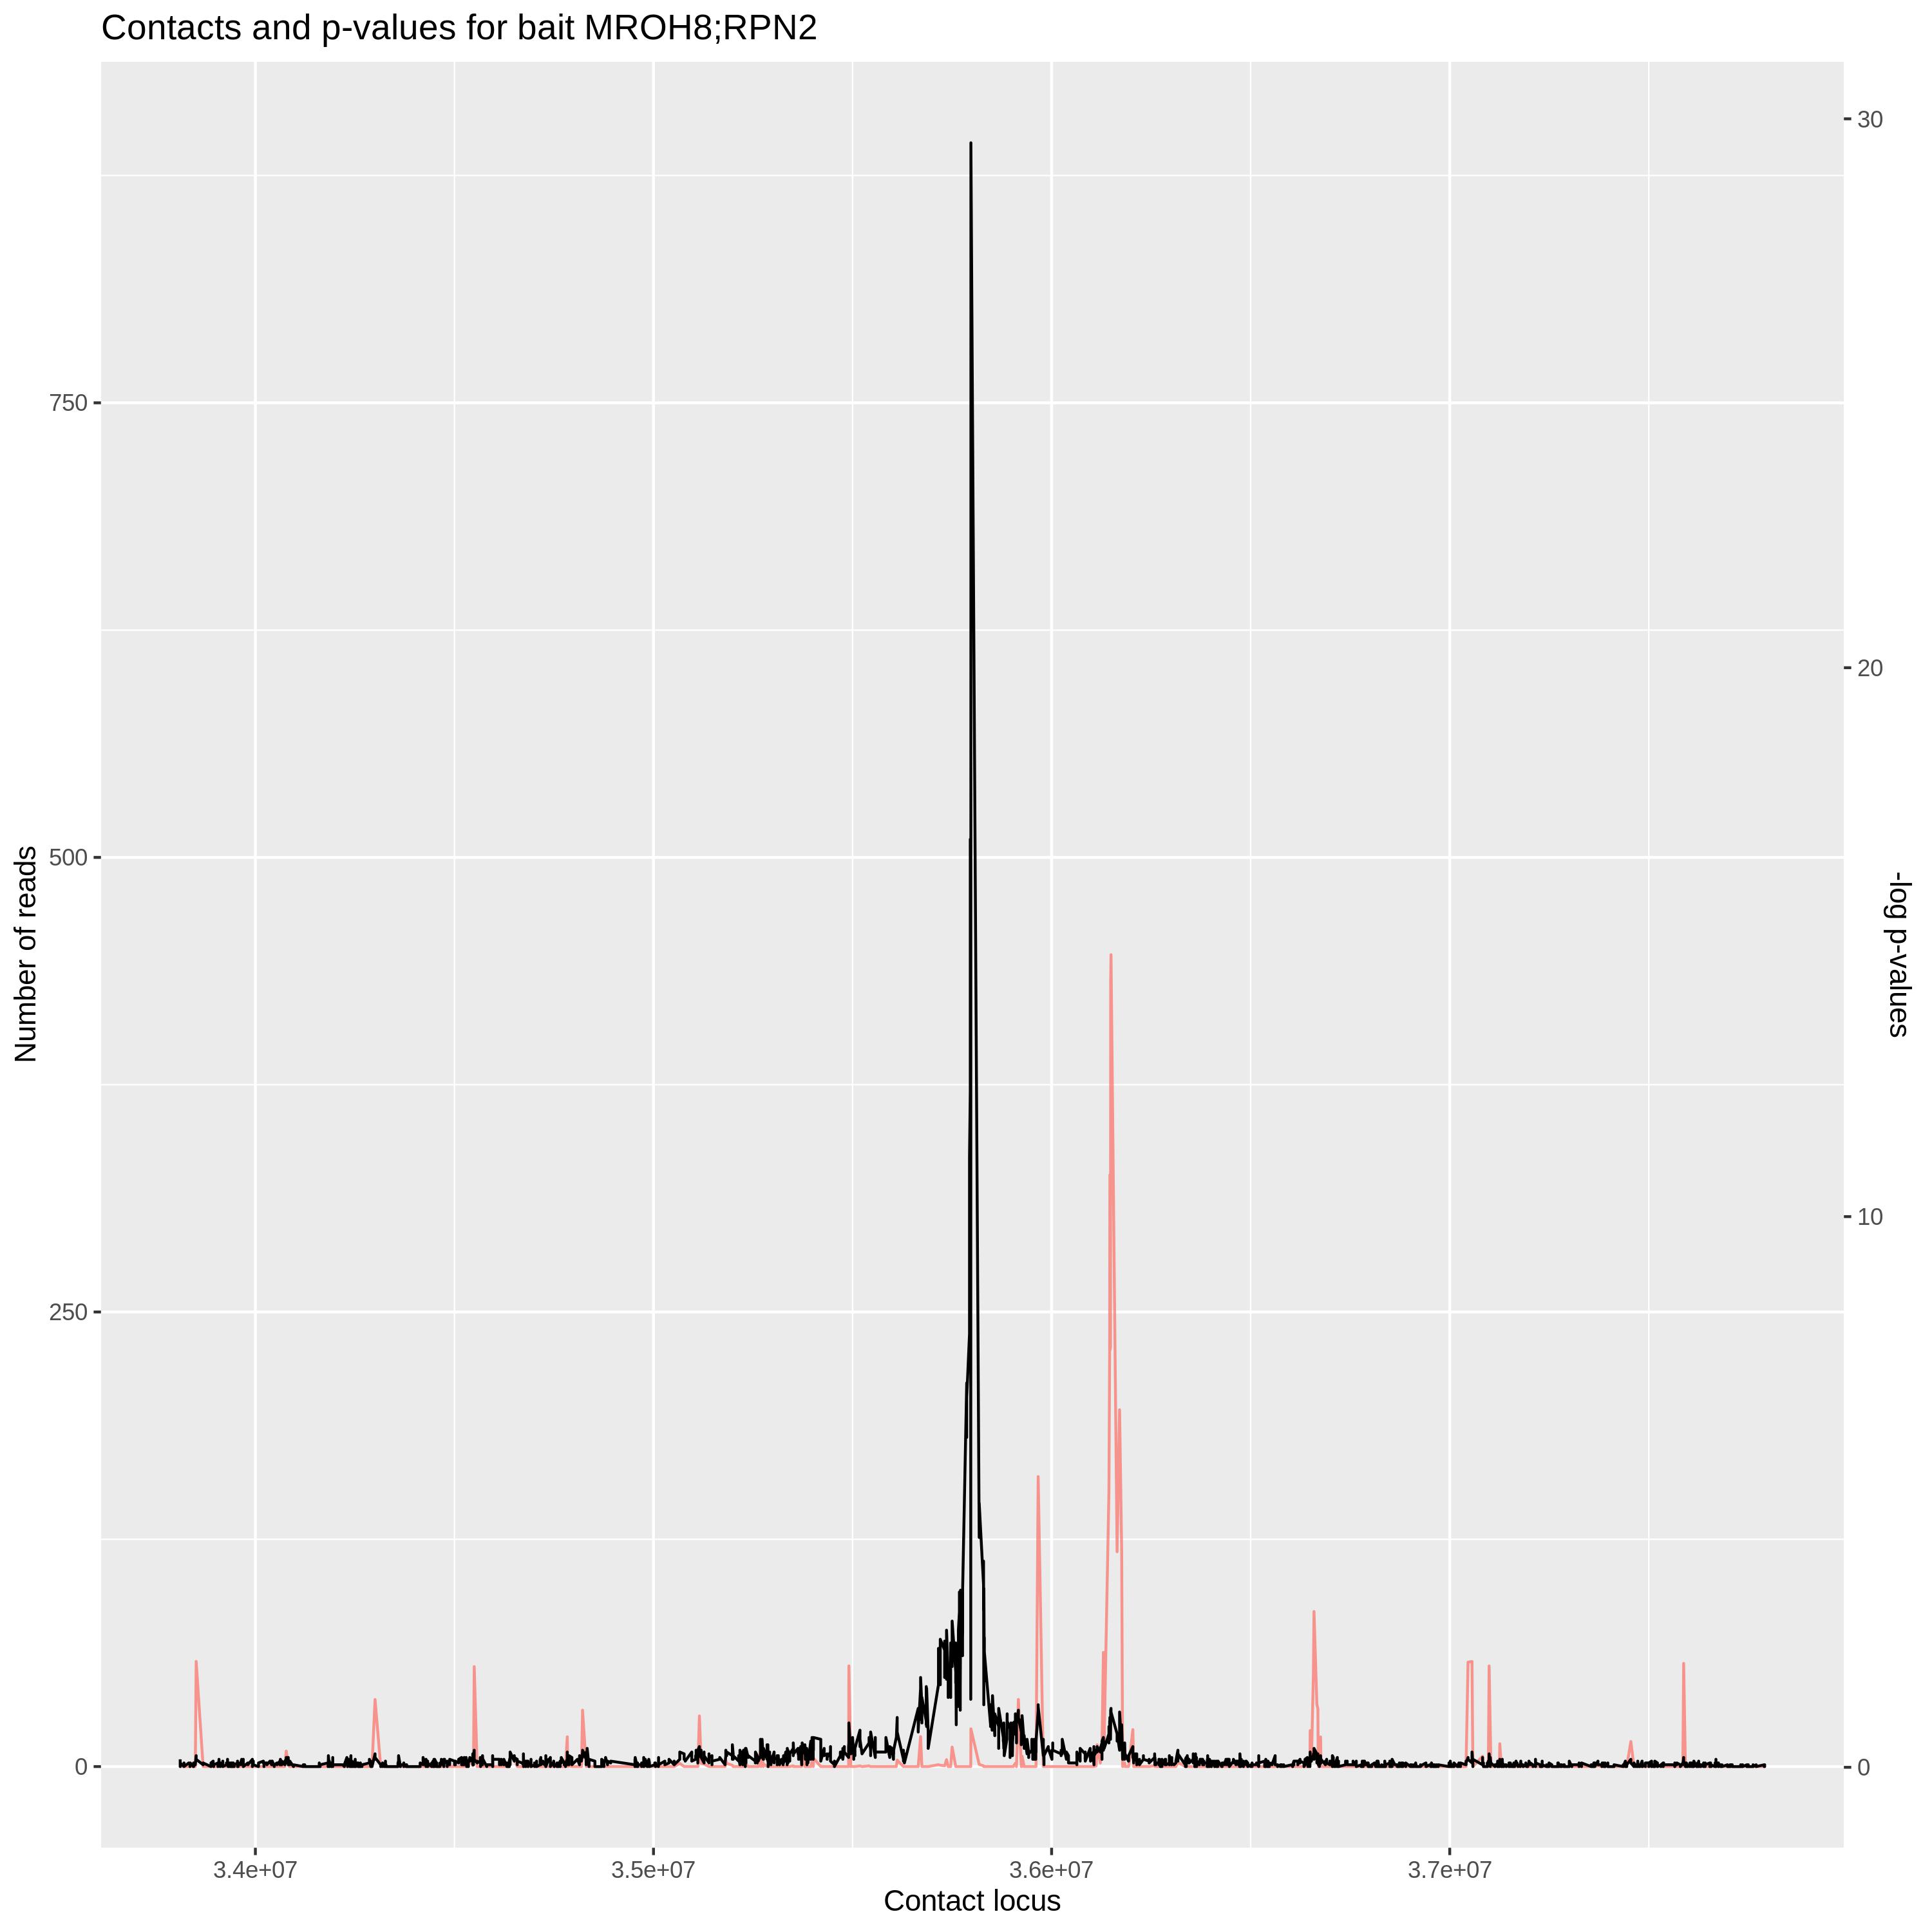 Contacts and p-values for bait MROH8;RPN2
Number of reads
750
500
250
0
30
20
10
0
-log p-values
3.4e+07
3.5e+07
3.6e+07
3.7e+07
Contact locus